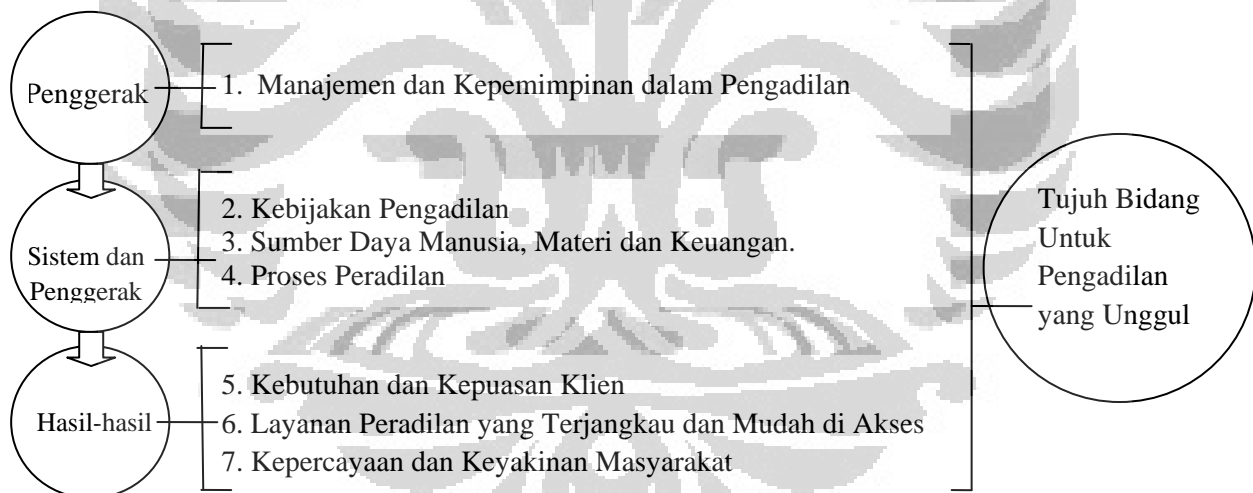 Penggerak
1. Manajemen dan Kepemimpinan dalam Pengadilan
Sistem dan
Penggerak
2. Kebijakan Pengadilan
3. Sumber Daya Manusia, Materi dan Keuangan.
4. Proses Peradilan
Hasil-hasil
5. Kebutuhan dan Kepuasan Klien
6. Layanan Peradilan yang Terjangkau dan Mudah di Akses
7. Kepercayaan dan Keyakinan Masyarakat
Tujuh Bidang
Untuk
Pengadilan
yang Unggul